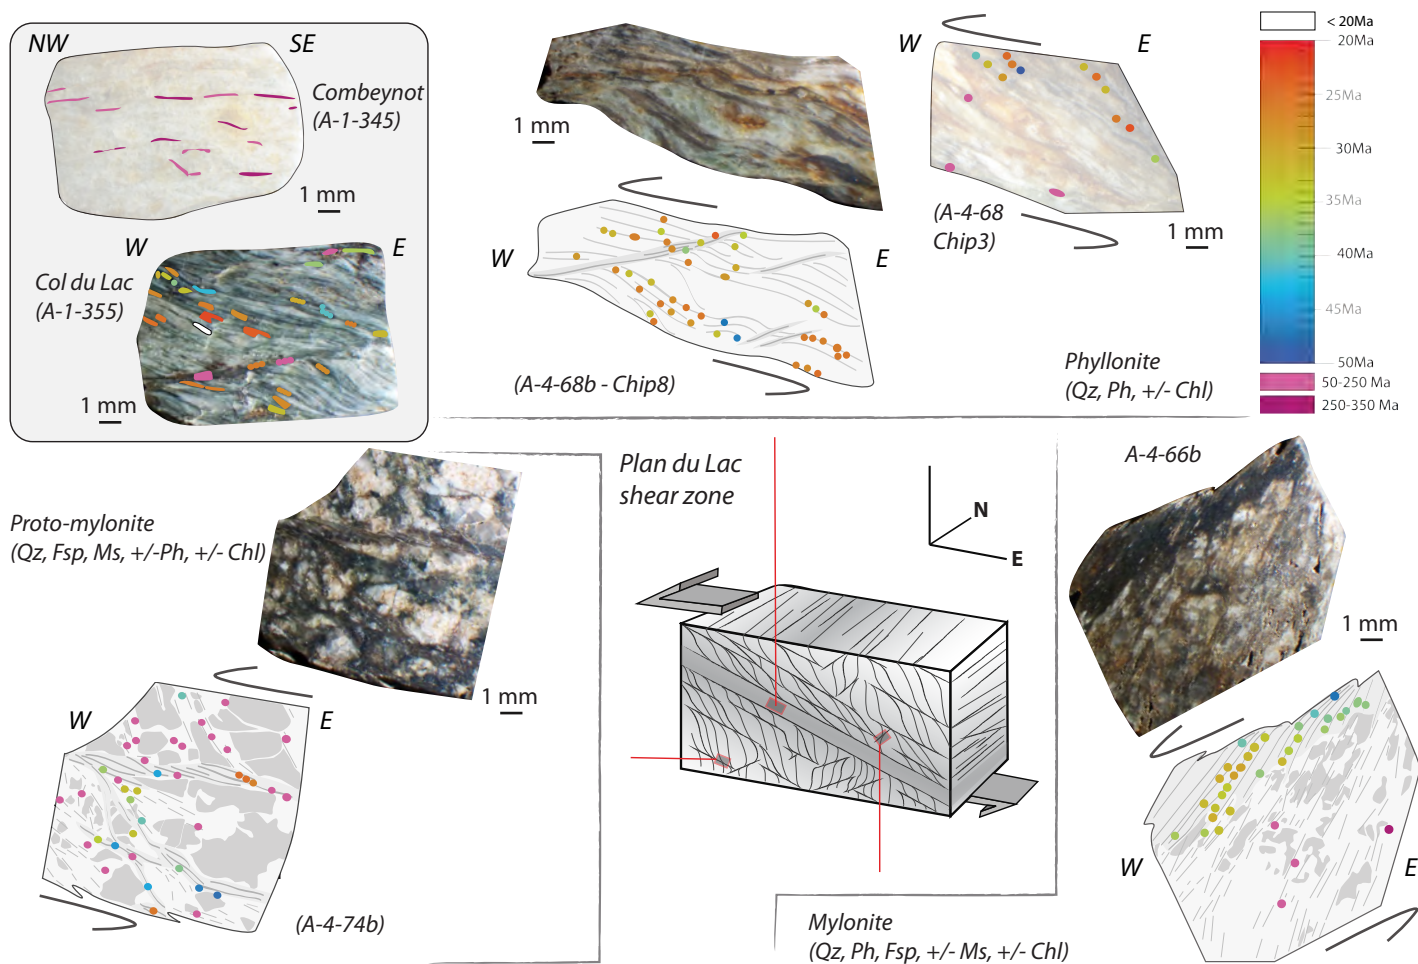 NW
SE
Combeynot
(A-1-345)
1 mm
W
E
Col du Lac
(A-1-355)
1 mm
1 mm
W
E
(A-4-68b - Chip8)
W
E
(A-4-68
Chip3)
1 mm
Phyllonite
(Qz, Ph, +/- Chl)
< 20Ma
20Ma
25Ma
30Ma
35Ma
40Ma
45Ma
50Ma
50-250 Ma
250-350 Ma
Proto-mylonite
(Qz, Fsp, Ms, +/-Ph, +/- Chl)
1 mm
W
E
(A-4-74b)
Plan du Lac
shear zone
N
E
A-4-66b
1 mm
W
E
Mylonite
(Qz, Ph, Fsp, +/- Ms, +/- Chl)